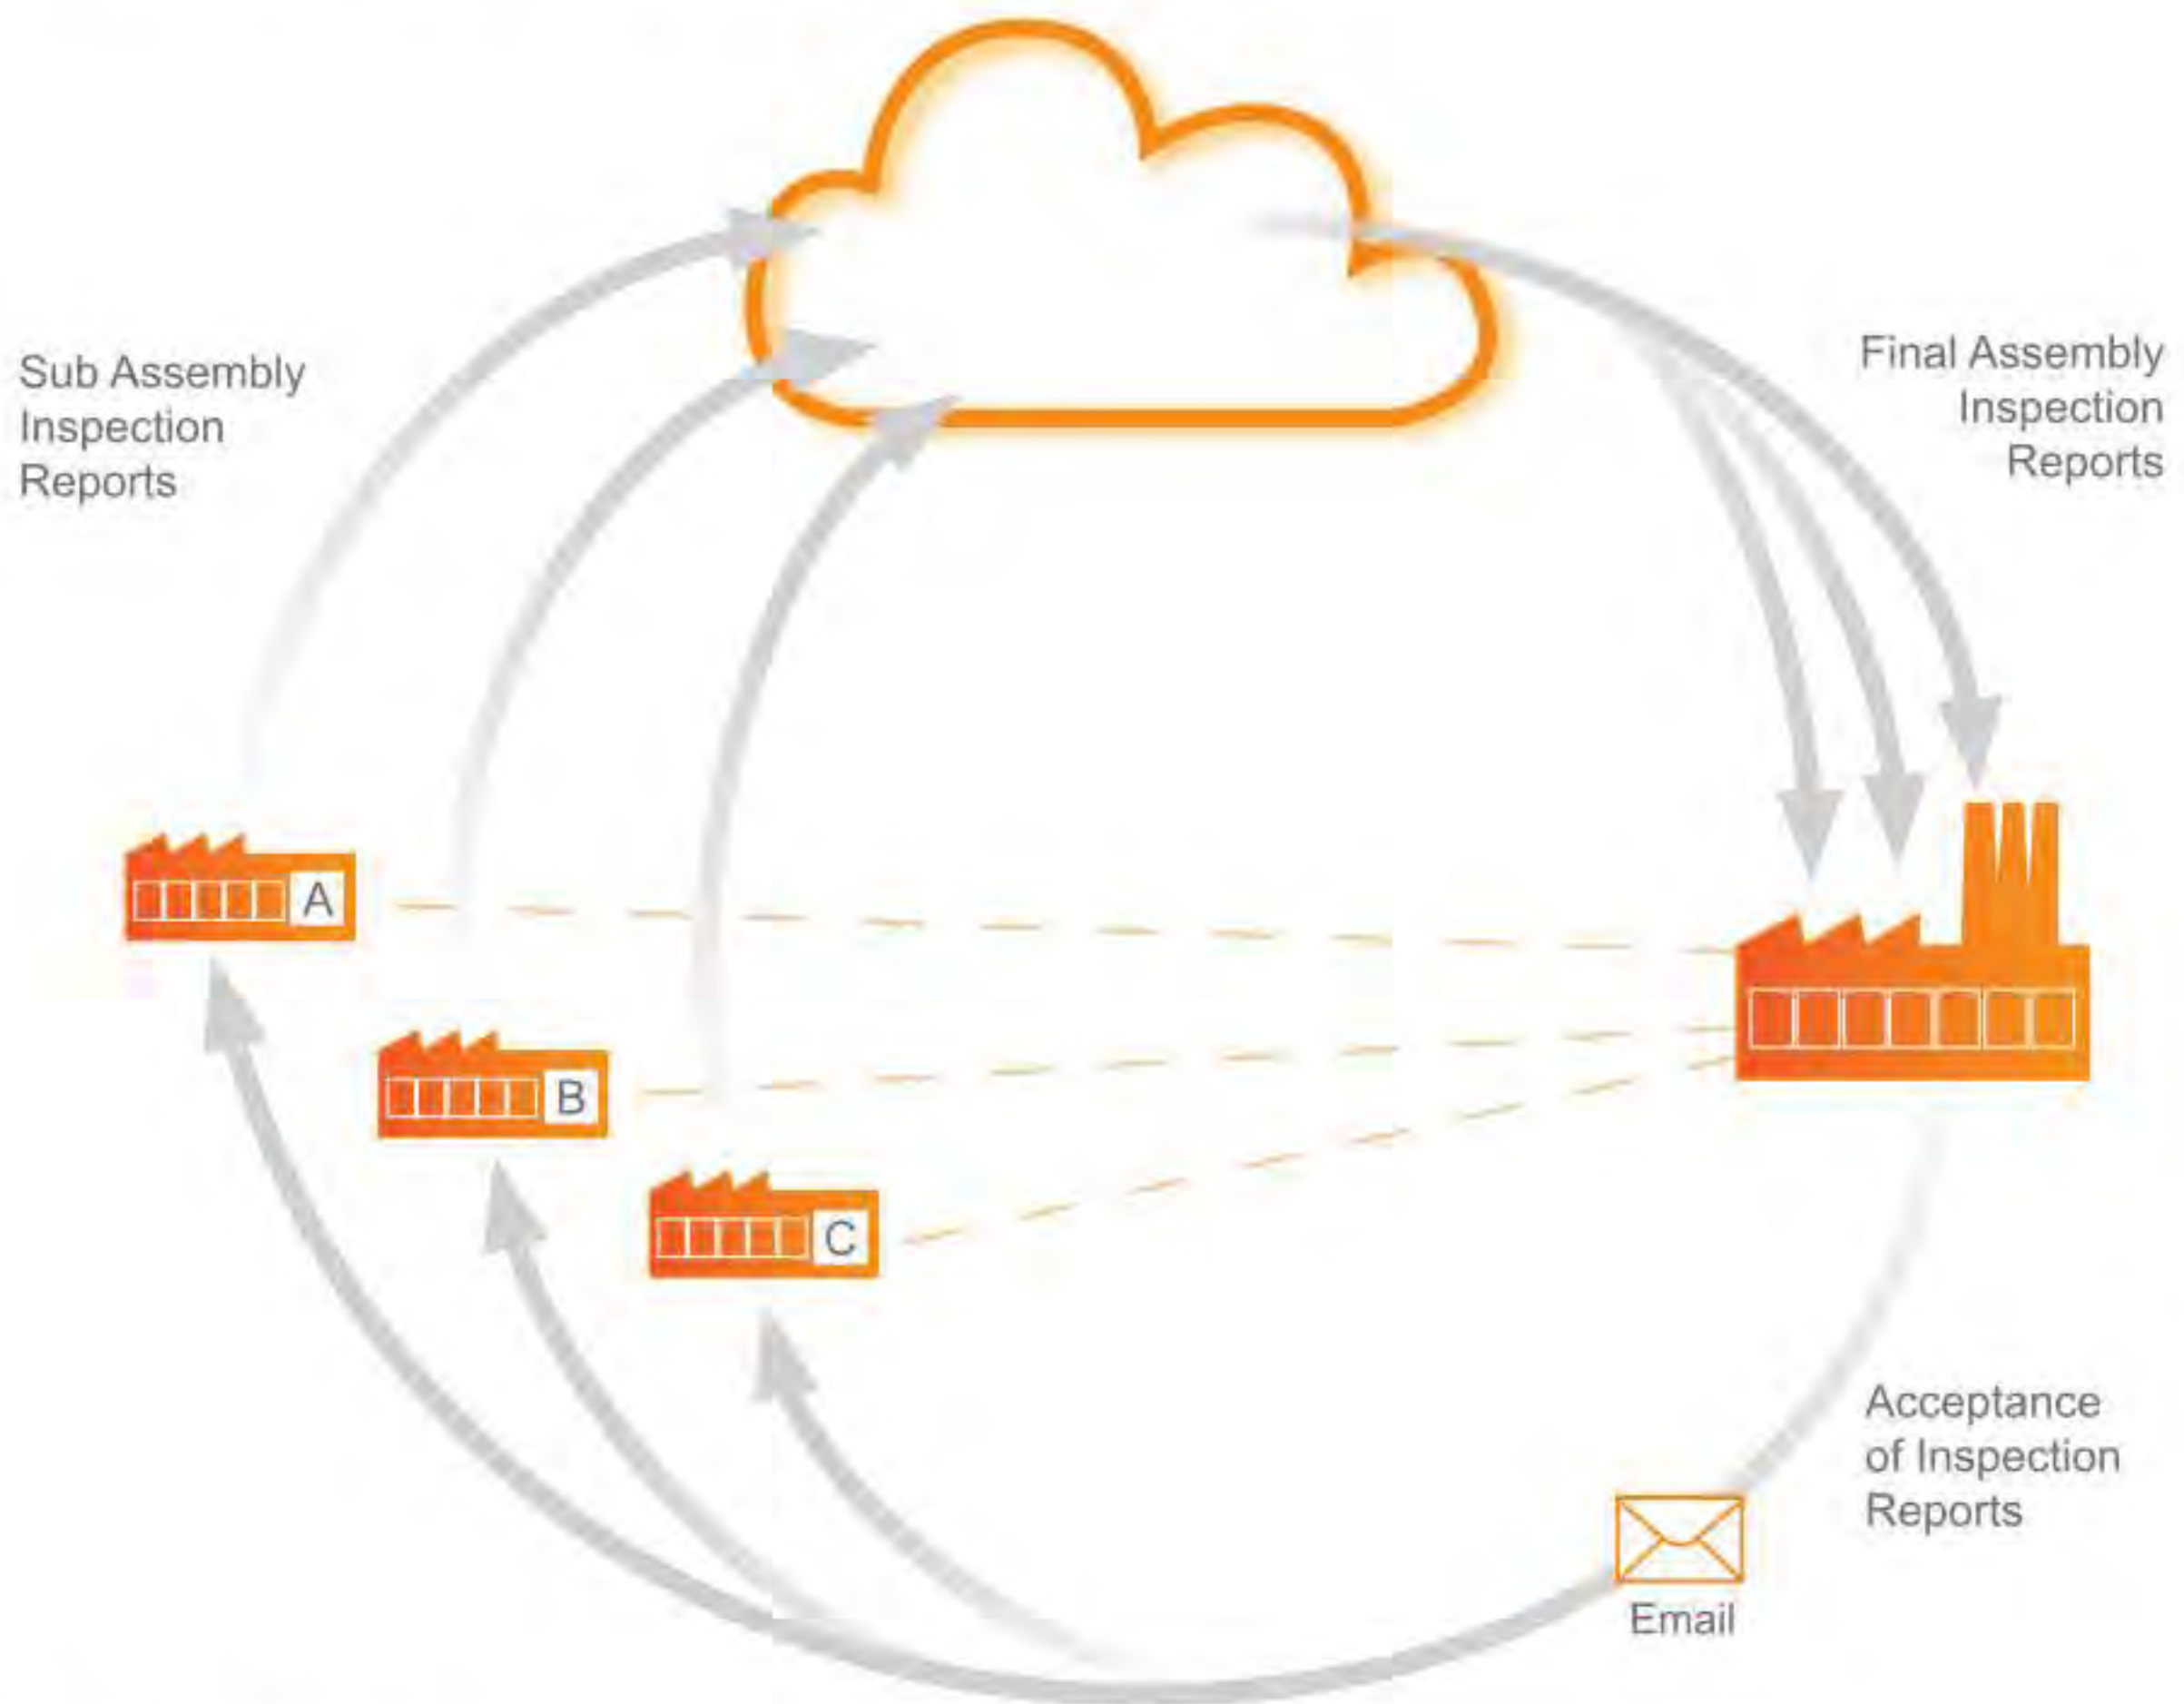 Sub Assembly
Inspection
Reports
Final Assembly
Inspection
Reports
A
B
C
Acceptance
of Inspection
Reports
Email